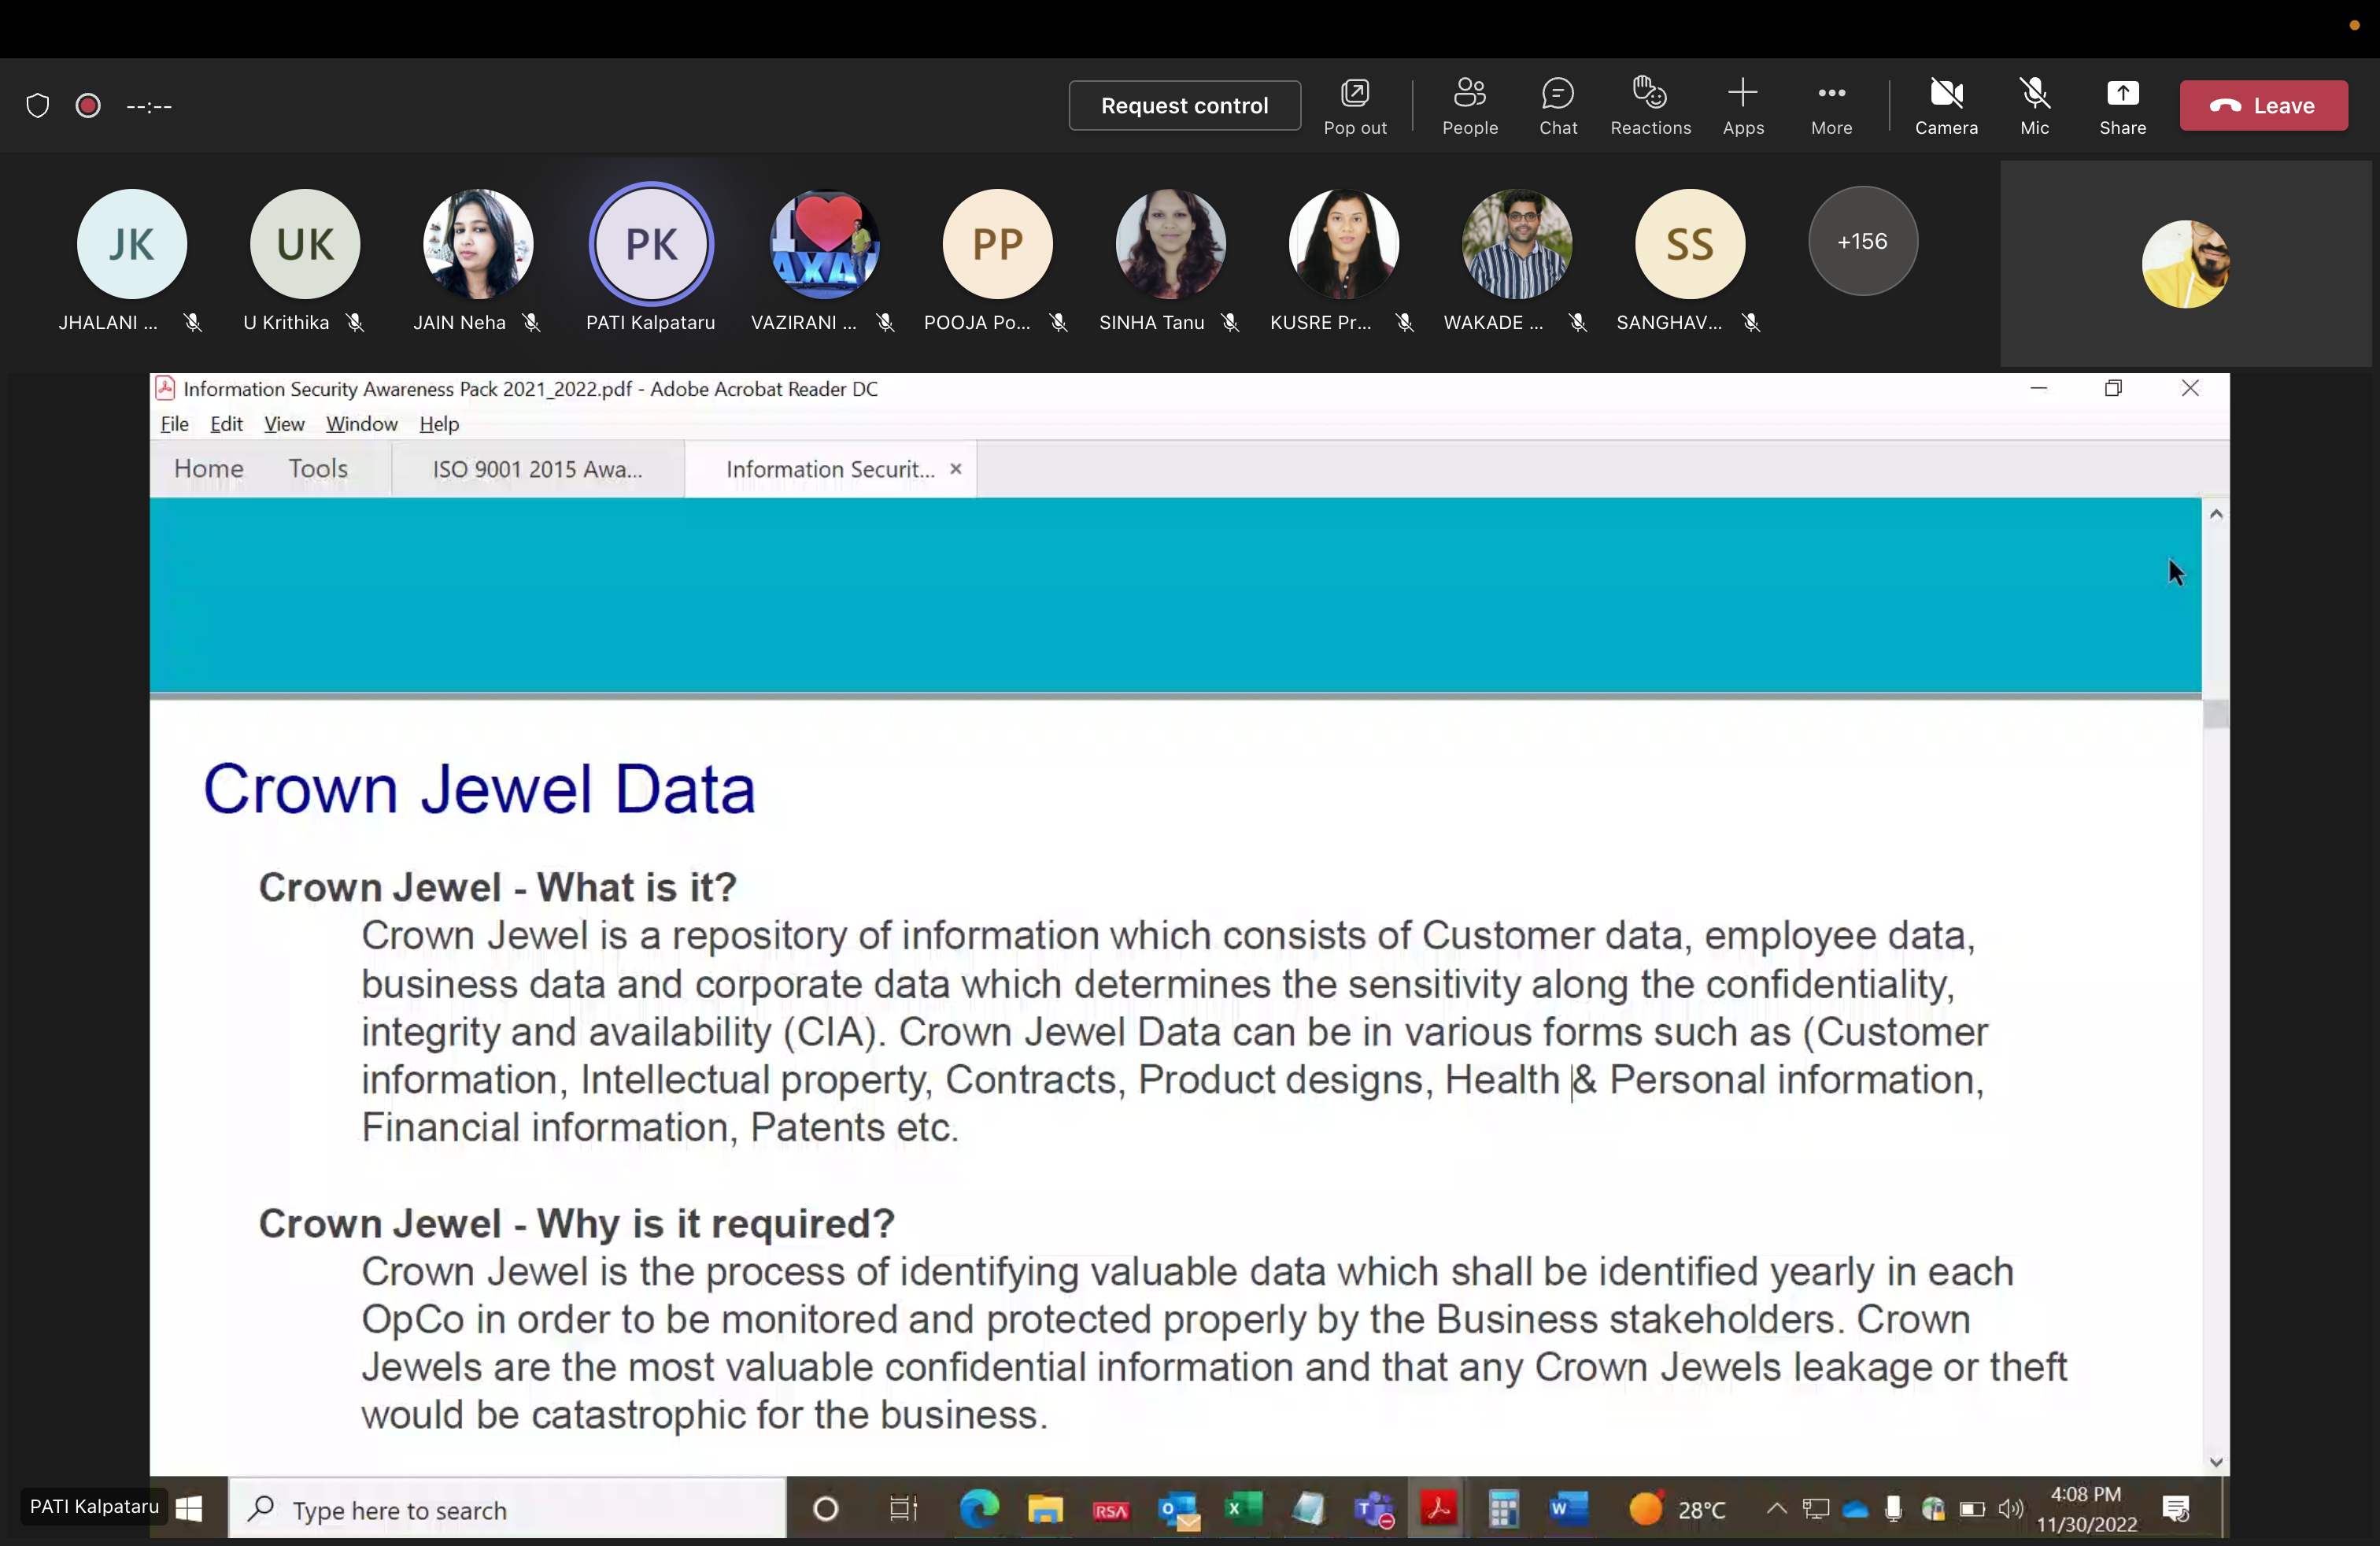 --:--
Request control
Pop out
People
Chat
Reactions
Apps
More
Camera
Mic
Share
Leave
JK
UK
PK
I
AXA
PP
SS
+156
JHALANI ...
U Krithika
JAIN Neha
PATI Kalpataru
VAZIRANI ...
POOJA Po...
SINHA Tanu
KUSRE Pr...
WAKADE ...
SANGHAV...
Information Security Awareness Pack 2021_2022.pdf - Adobe Acrobat Reader DC
File Edit View Window Help
Home Tools ISO 9001 2015 Awa... Information Securit... ×
Crown Jewel Data
Crown Jewel - What is it?
Crown Jewel is a repository of information which consists of Customer data, employee data,
business data and corporate data which determines the sensitivity along the confidentiality,
integrity and availability (CIA). Crown Jewel Data can be in various forms such as (Customer
information, Intellectual property, Contracts, Product designs, Health & Personal information,
Financial information, Patents etc.
Crown Jewel - Why is it required?
Crown Jewel is the process of identifying valuable data which shall be identified yearly in each
OpCo in order to be monitored and protected properly by the Business stakeholders. Crown
Jewels are the most valuable confidential information and that any Crown Jewels leakage or theft
would be catastrophic for the business.
PATI Kalpataru
Type here to search
RSA
28°C
4:08 PM
11/30/2022